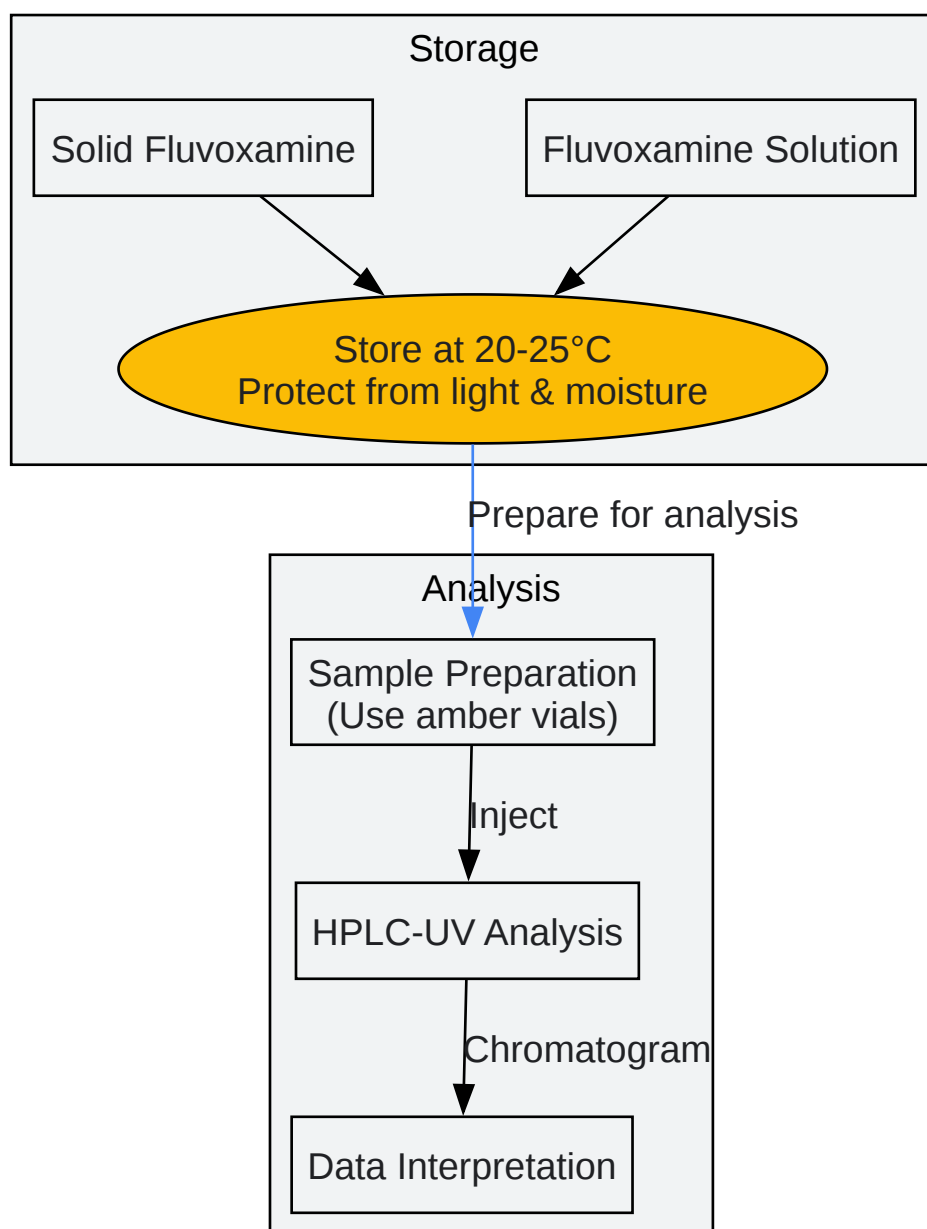 Storage
Solid Fluvoxamine
Fluvoxamine Solution
Store at 20-25°C
Protect from light & moisture
Prepare for analysis
Analysis
Sample Preparation
(Use amber vials)
Inject
HPLC-UV Analysis
Chromatogram
Data Interpretation